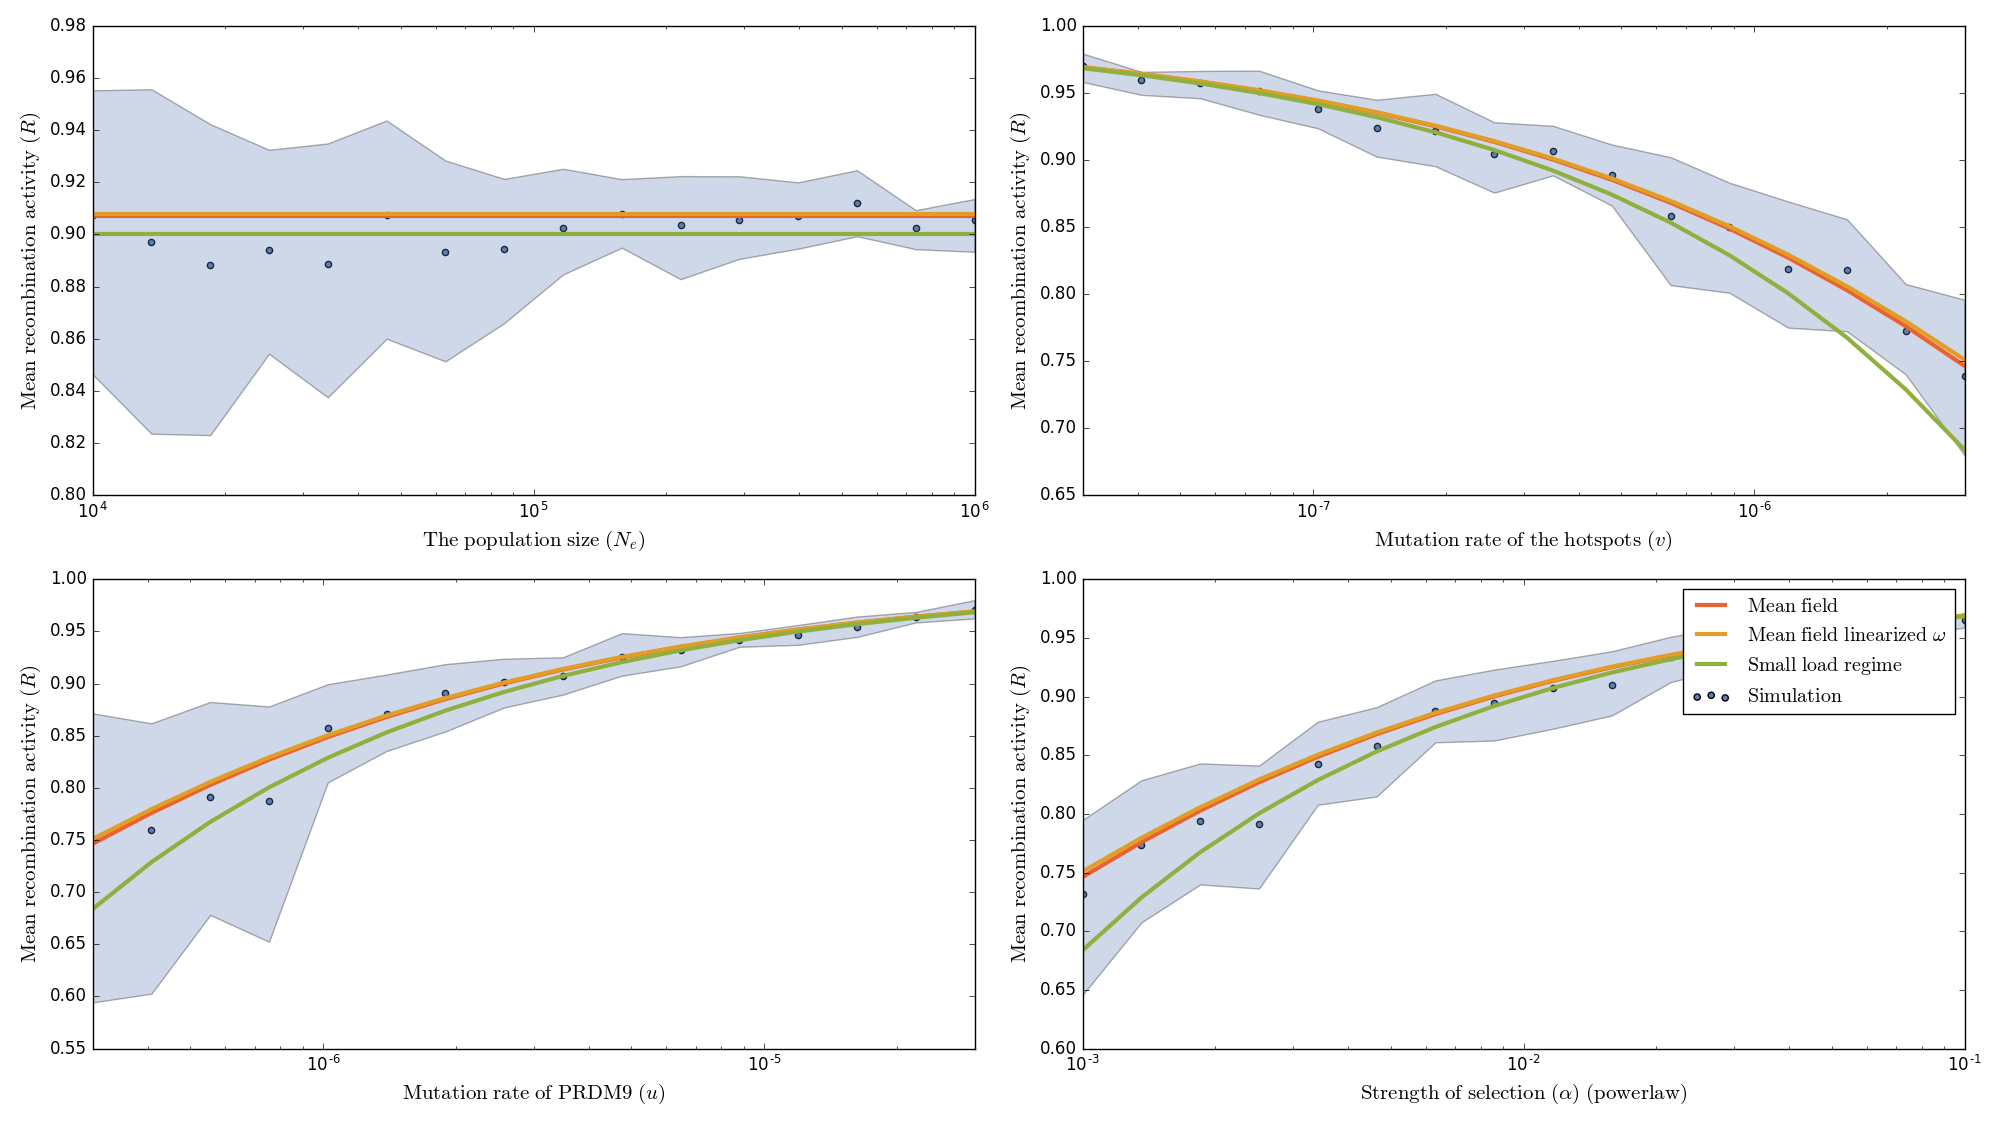 0.98
0.96
0.94
0.92
0.90
0.88
0.86
0.84
0.82
0.80
Mean recombination activity (R)
10^4 10^5 10^6
The population size (N_e)
1.00
0.95
0.90
0.85
0.80
0.75
0.70
0.65
Mean recombination activity (R)
10^-7 10^-6
Mutation rate of the hotspots (v)
1.00
0.95
0.90
0.85
0.80
0.75
0.70
0.65
0.60
0.55
Mean recombination activity (R)
10^-6 10^-5
Mutation rate of PRDM9 (u)
1.00
0.95
0.90
0.85
0.80
0.75
0.70
0.65
0.60
Mean recombination activity (R)
Mean field
Mean field linearized ω
Small load regime
Simulation
10^-3 10^-2 10^-1
Strength of selection (α) (powerlaw)